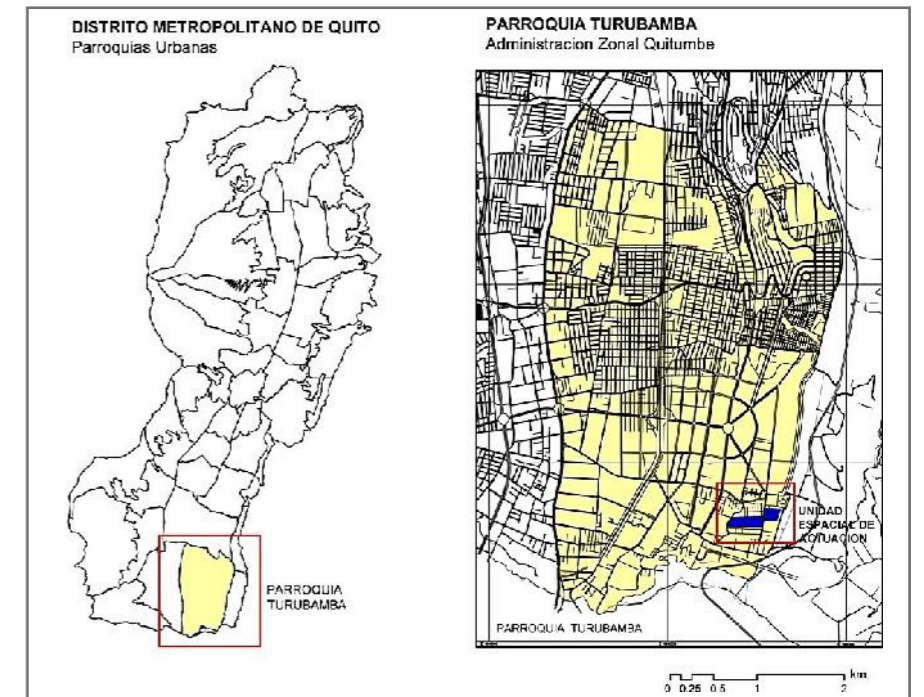 DISTRITO METROPOLITANO DE QUITO
Parroquias Urbanas
PARROQUIA
TURUBAMBA
PARROQUIA TURUBAMBA
Administracion Zonal Quitumbe
UNIDAD
ESPACIAL DE
ACTUACION
PARROQUIA TURUBAMBA
km.
0 0.25 0.5 1 2